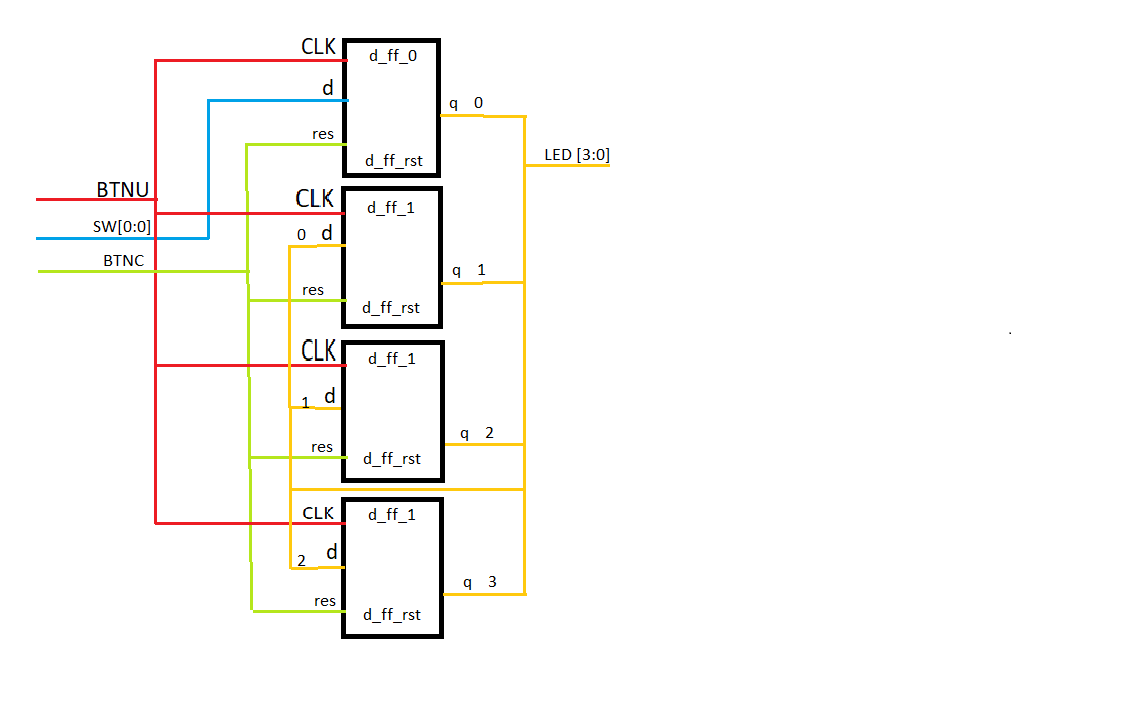 CLK
d_ff_0
d
q 0
res
d_ff_rst
LED [3:0]
BTNU
CLK
d_ff_1
SW[0:0]
0 d
BTNC
q 1
res
d_ff_rst
CLK
d_ff_1
1 d
q 2
res
d_ff_rst
CLK
d_ff_1
2 d
q 3
res
d_ff_rst